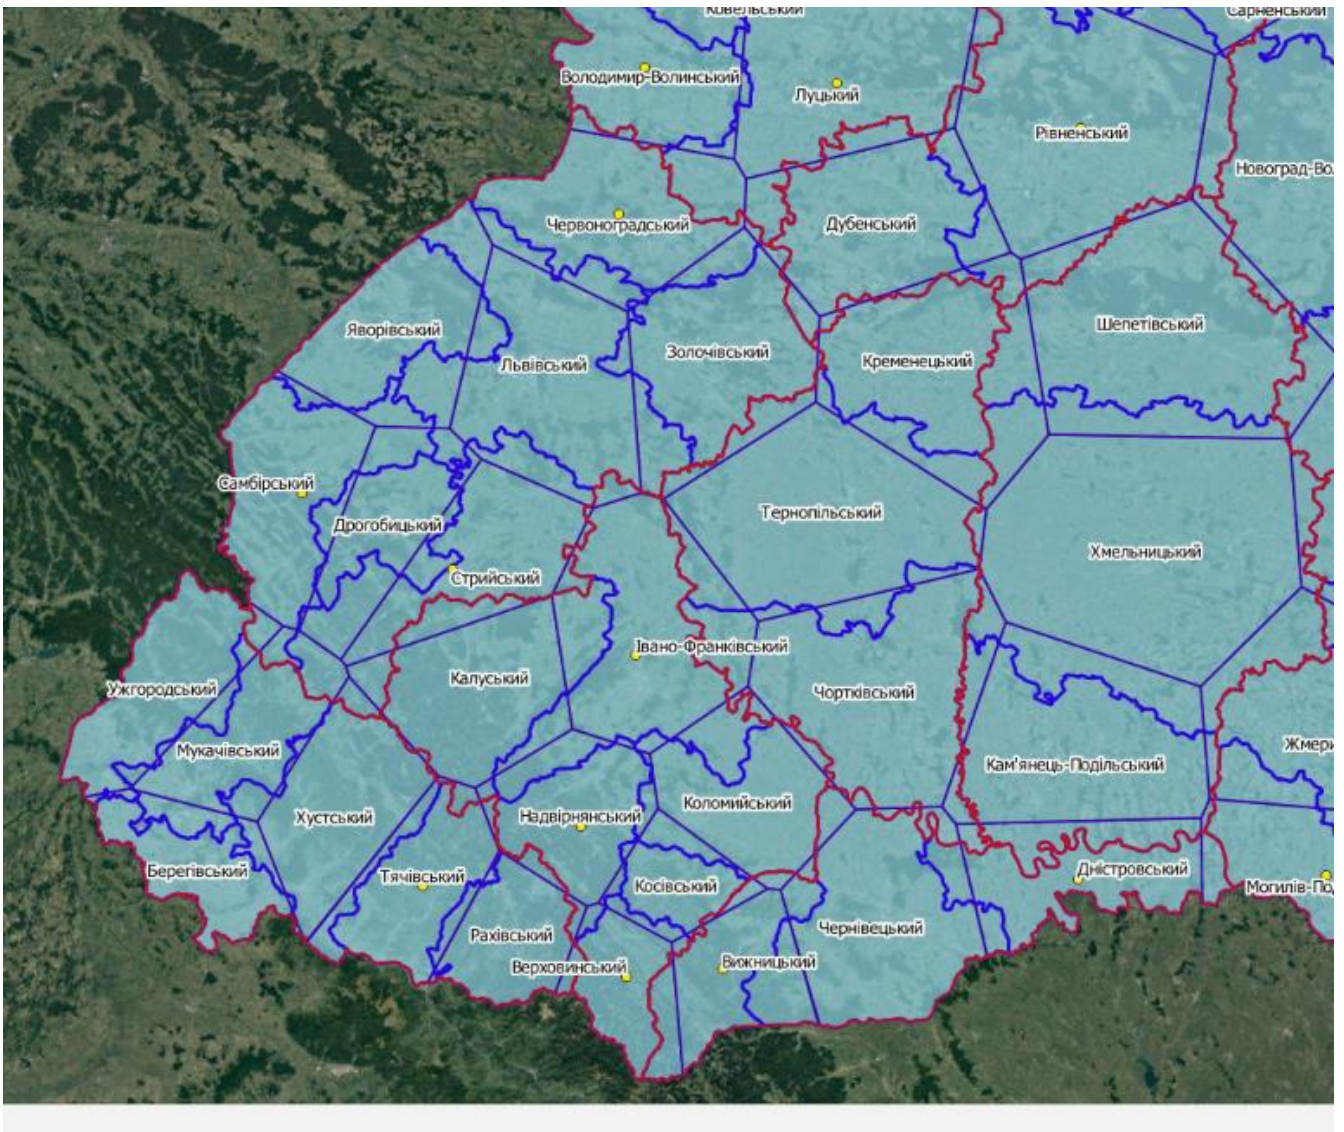 Ковельський
Сарненський
Володимир-Волинський
Луцький
Рівненський
Новоград-Во
Червоноградський
Дубенський
Яворівський
Львівський
Золочівський
Кременецький
Шепетівський
Самбірський
Дрогобицький
Тернопільський
Хмельницький
Стрийський
Івано-Франківський
Калуський
Ужгородський
Чортківський
Мукачівський
Кам'янець-Подільський
Жмери
Хустський
Надвірнянський
Коломийський
Берегівський
Тячівський
Косівський
Дністровський
Могилів-По
Рахівський
Чернівецький
Верховинський
Вижницький